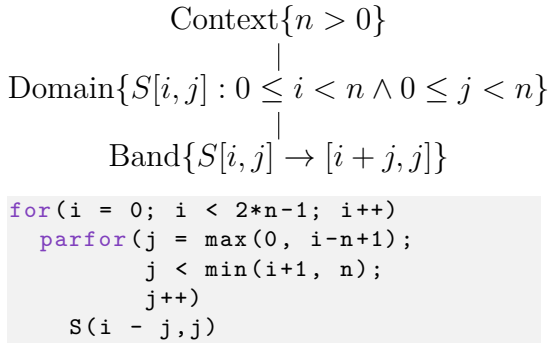 Context{n > 0}
Domain{S[i, j] : 0 ≤ i < n ∧ 0 ≤ j < n}
Band{S[i, j] → [i + j, j]}
for(i = 0; i < 2*n-1; i++)
parfor(j = max(0, i-n+1);
j < min(i+1, n);
j++)
S(i - j,j)